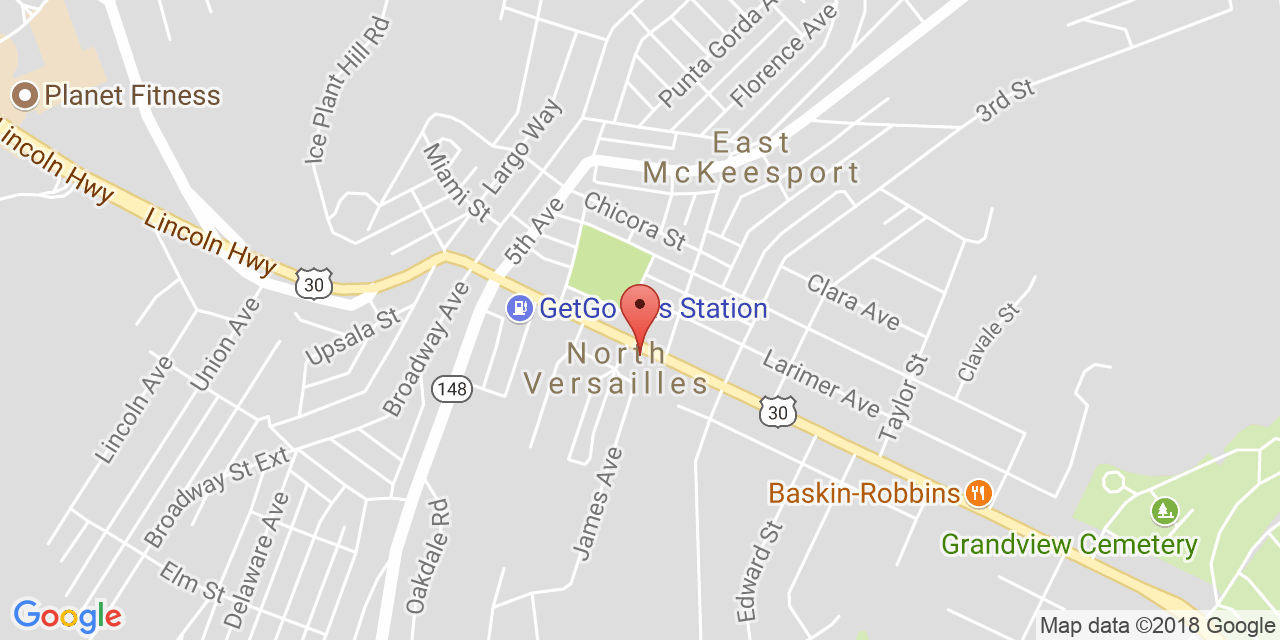 Punta Gorda A
Florence Ave
Ice Plant Hill Rd
3rd St
Planet Fitness
Largo Way
East
McKeesport
Lincoln Hwy
Miami St
Lincoln Hwy
5th Ave
Chicora St
30
GetGo
s Station
Clara Ave
Upsala St
Union Ave
Broadway Ave
North
Versailles
Clavale St
Larimer Ave
148
Lincoln Ave
30
Taylor St
Broadway St Ext
James Ave
Baskin-Robbins
Delaware Ave
Oakdale Rd
Edward St
Grandview Cemetery
Elm St
Google
Map data ©2018 Google